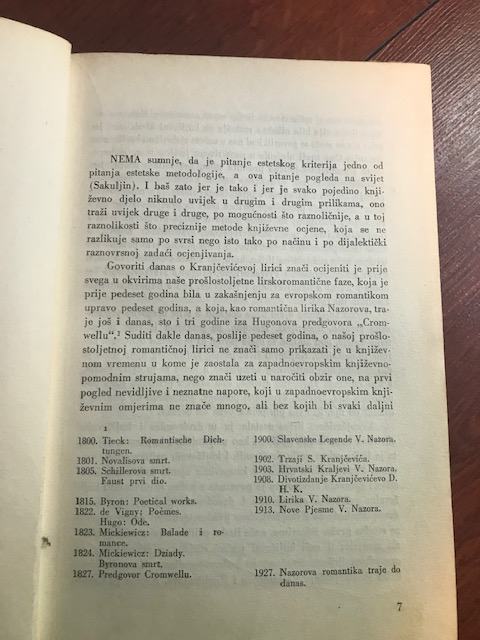 NEMA sumnje, da je pitanje estetskog kriterija jedno od
pitanja estetske metodologije, a ova pitanje pogleda na svijet
(Sakuljin). I baš zato jer je tako i jer je svako pojedino knji-
ževno djelo niknulo uvijek u drugim i drugim prilikama, ono
traži uvijek druge i druge, po mogućnosti što raznoličnije, a u toj
raznolikosti što preciznije metode književne ocjene, koja se ne
razlikuje samo po svrsi nego isto tako po načinu i po dijalektički
raznovrsnoj zadaći ocjenjivanja.
Govoriti danas o Kranjčevićevoj lirici znači ocijeniti je prije
svega u okvirima naše prošlostoljetne lirskoromantične faze, koja je
prije pedeset godina bila u zakašnjenju za evropskom romantikom
upravo pedeset godina, a koja, kao romantična lirika Nazorova, tra-
je još i danas, sto i tri godine iza Hugonova predgovora „Crom-
wellu“.¹ Suditi dakle danas, poslije pedeset godina, o našoj prošlo-
stoljetnoj romantičnoj lirici ne znači samo prikazati je u književ-
nom vremenu u kome je zaostala za zapadnoevropskim književno-
pomodnim strujama, nego znači uzeti u naročiti obzir one, na prvi
pogled nevidljive i neznatne napore, koji u zapadnoevropskim knji-
ževnim omjerima ne znače mnogo, ali bez kojih bi svaki daljni
1
1800. Tieck: Romantische Dich-
tungen.
1801. Novalisova smrt.
1805. Schillerova smrt.
Faust prvi dio.
1815. Byron: Poetical works.
1822. de Vigny: Poèmes.
Hugo: Ode.
1823. Mickiewicz: Balade i ro-
mance.
1824. Mickiewicz: Dziady.
Byronova smrt.
1827. Predgovor Cromwellu.
1900. Slavenske Legende V. Nazora.
1902. Trzaji S. Kranjčevića.
1903. Hrvatski Kraljevi V. Nazora.
1908. Divotizdanje Kranjčevićevo D.
H. K.
1910. Lirika V. Nazora.
1913. Nove Pjesme V. Nazora.
1927. Nazorova romantika traje do
danas.
7